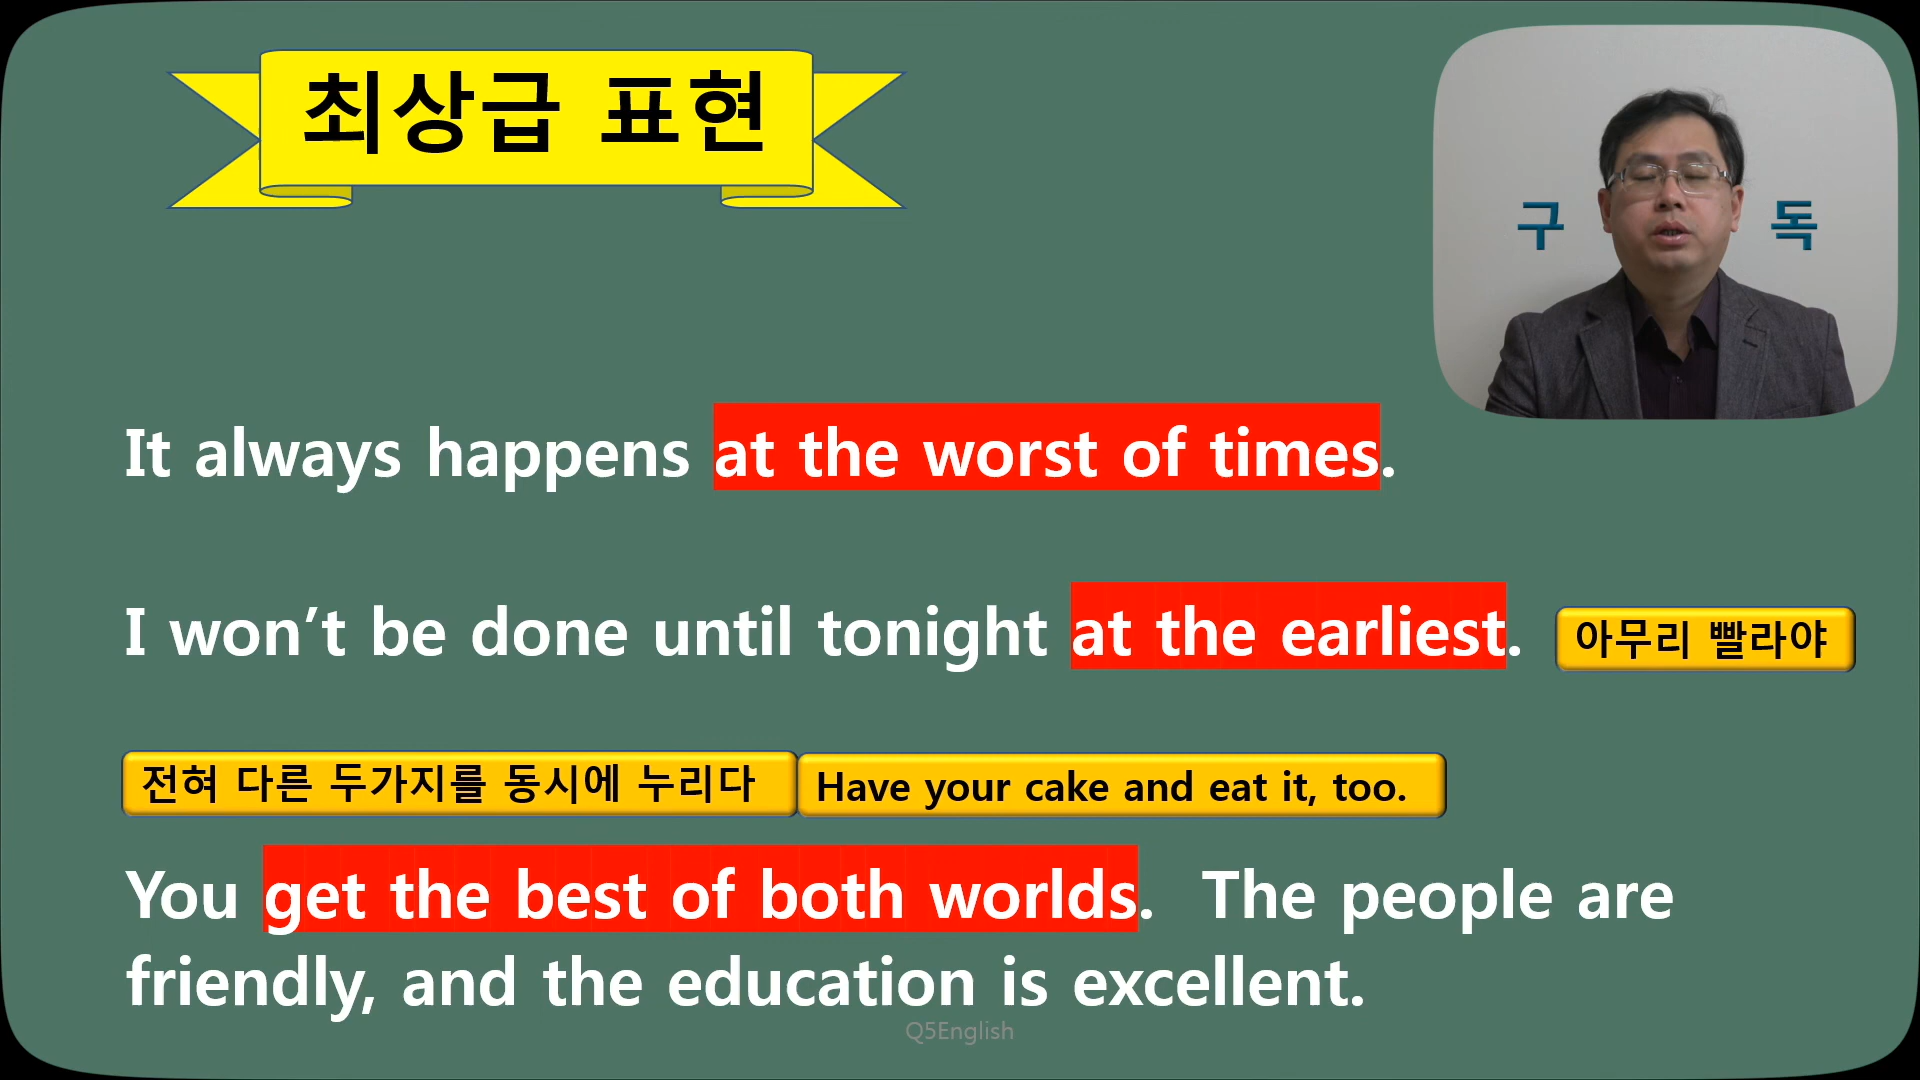 최상급 표현
구 독
It always happens at the worst of times.
I won’t be done until tonight at the earliest.
아무리 빨라야
전혀 다른 두가지를 동시에 누리다
Have your cake and eat it, too.
You get the best of both worlds. The people are
friendly, and the education is excellent.
Q5English